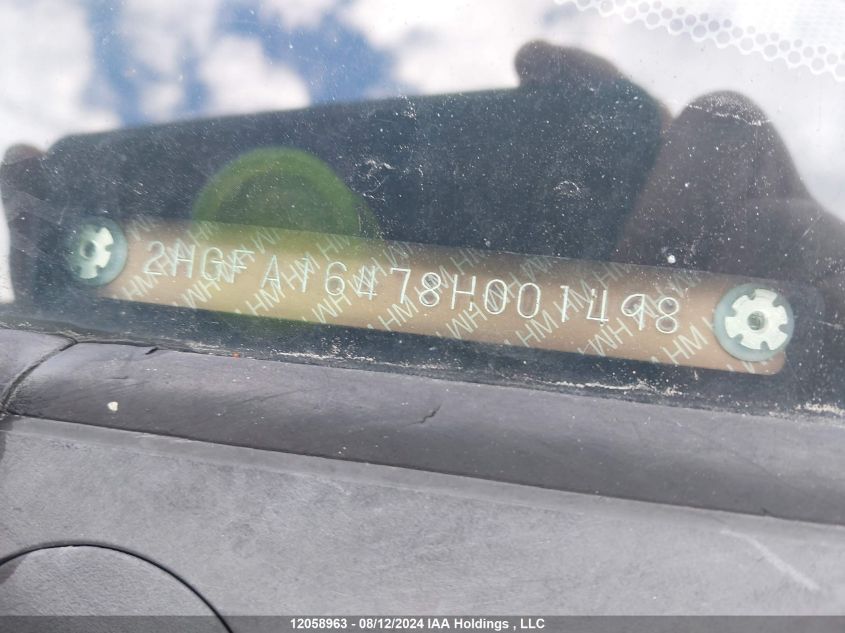 2HGFA16478H001498
12058963 - 08/12/2024 IAA Holdings , LLC